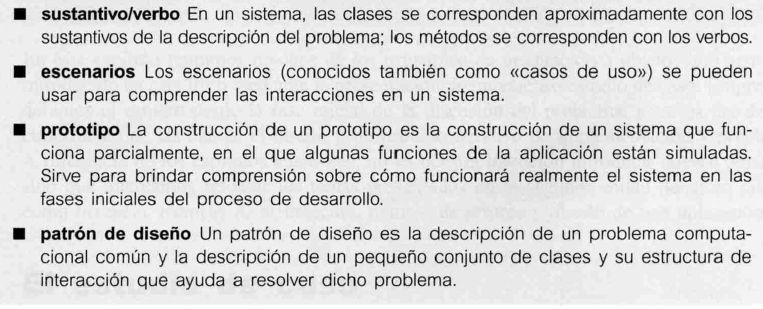 ■ sustantivo/verbo En un sistema, las clases se corresponden aproximadamente con los
sustantivos de la descripción del problema; los métodos se corresponden con los verbos.
■ escenarios Los escenarios (conocidos también como «casos de uso») se pueden
usar para comprender las interacciones en un sistema.
■ prototipo La construcción de un prototipo es la construcción de un sistema que fun-
ciona parcialmente, en el que algunas funciones de la aplicación están simuladas.
Sirve para brindar comprensión sobre cómo funcionará realmente el sistema en las
fases iniciales del proceso de desarrollo.
■ patrón de diseño Un patrón de diseño es la descripción de un problema computa-
cional común y la descripción de un pequeño conjunto de clases y su estructura de
interacción que ayuda a resolver dicho problema.